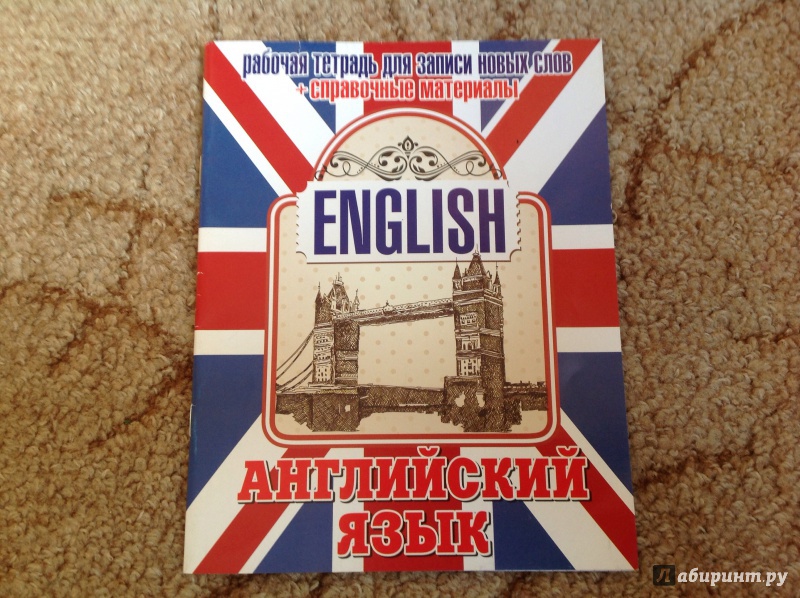 рабочая тетрадь для записи новых слов
+ справочные материалы
ENGLISH
АНГЛИЙСКИЙ
ЯЗЫК
Лабиринт.ру